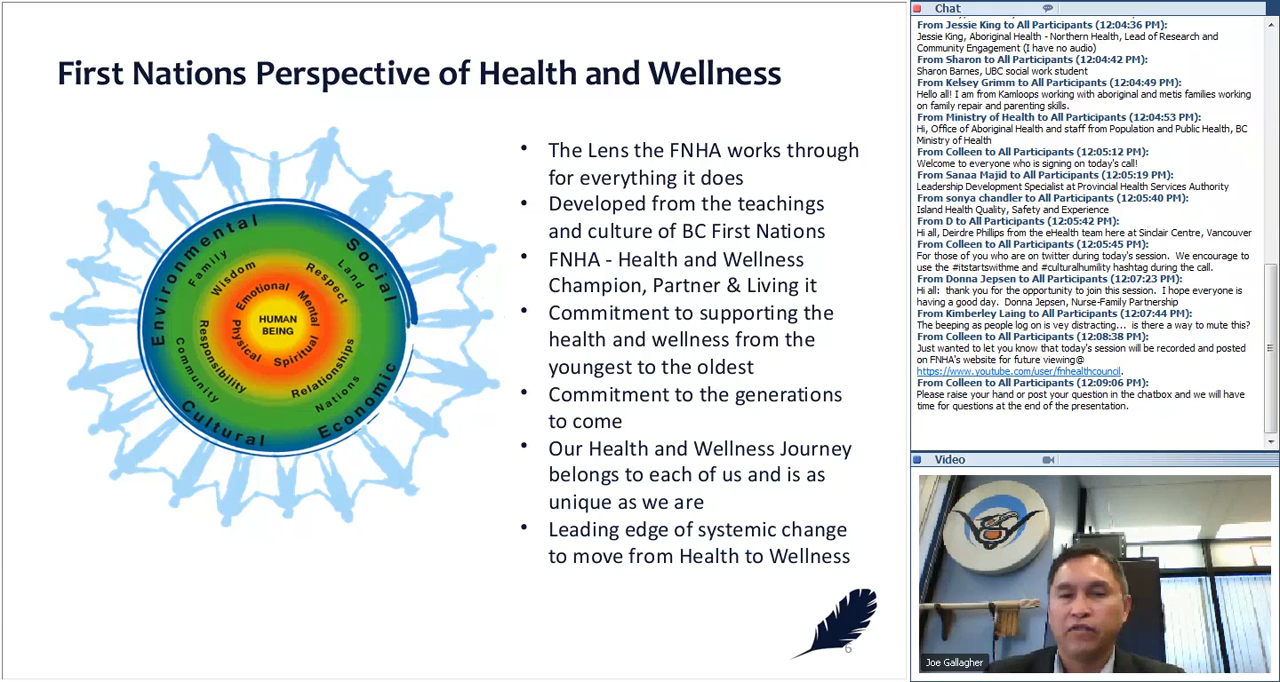 First Nations Perspective of Health and Wellness
Environmental
Social
Family
Land
Wisdom
Respect
Emotional
Mental
HUMAN
BEING
Physical
Spiritual
Responsibility
Relationships
Community
Nations
Cultural
Economic
• The Lens the FNHA works through
for everything it does
• Developed from the teachings
and culture of BC First Nations
• FNHA - Health and Wellness
Champion, Partner & Living it
• Commitment to supporting the
health and wellness from the
youngest to the oldest
• Commitment to the generations
to come
• Our Health and Wellness Journey
belongs to each of us and is as
unique as we are
• Leading edge of systemic change
to move from Health to Wellness
6
Chat
From Jessie King to All Participants (12:04:36 PM):
Jessie King, Aboriginal Health - Northern Health, Lead of Research and
Community Engagement (I have no audio)
From Sharon to All Participants (12:04:42 PM):
Sharon Barnes, UBC social work student
From Kelsey Grimm to All Participants (12:04:49 PM):
Hello all! I am from Kamloops working with aboriginal and metis families working
on family repair and parenting skills.
From Ministry of Health to All Participants (12:04:53 PM):
Hi, Office of Aboriginal Health and staff from Population and Public Health, BC
Ministry of Health
From Colleen to All Participants (12:05:12 PM):
Welcome to everyone who is signing on today's call!
From Sanaa Majid to All Participants (12:05:19 PM):
Leadership Development Specialist at Provincial Health Services Authority
From sonya chandler to All Participants (12:05:40 PM):
Island Health Quality, Safety and Experience
From D to All Participants (12:05:42 PM):
Hi all, Deirdre Phillips from the eHealth team here at Sinclair Centre, Vancouver
From Colleen to All Participants (12:05:45 PM):
For those of you who are on twitter during today's session. We encourage to
use the #itstartswithme and #culturalhumility hashtag during the call.
From Donna Jepsen to All Participants (12:07:23 PM):
Hi all: thank you for the opportunity to join this session. I hope everyone is
having a good day. Donna Jepsen, Nurse-Family Partnership
From Kimberley Laing to All Participants (12:07:44 PM):
The beeping as people log on is vey distracting... is there a way to mute this?
From Colleen to All Participants (12:08:38 PM):
Just wanted to let you know that today's session will be recorded and posted
on FNHA's website for future viewing@
https://www.youtube.com/user/fnhealthcouncil.
From Colleen to All Participants (12:09:06 PM):
Please raise your hand or post your question in the chatbox and we will have
time for questions at the end of the presentation.
Video
Joe Gallagher